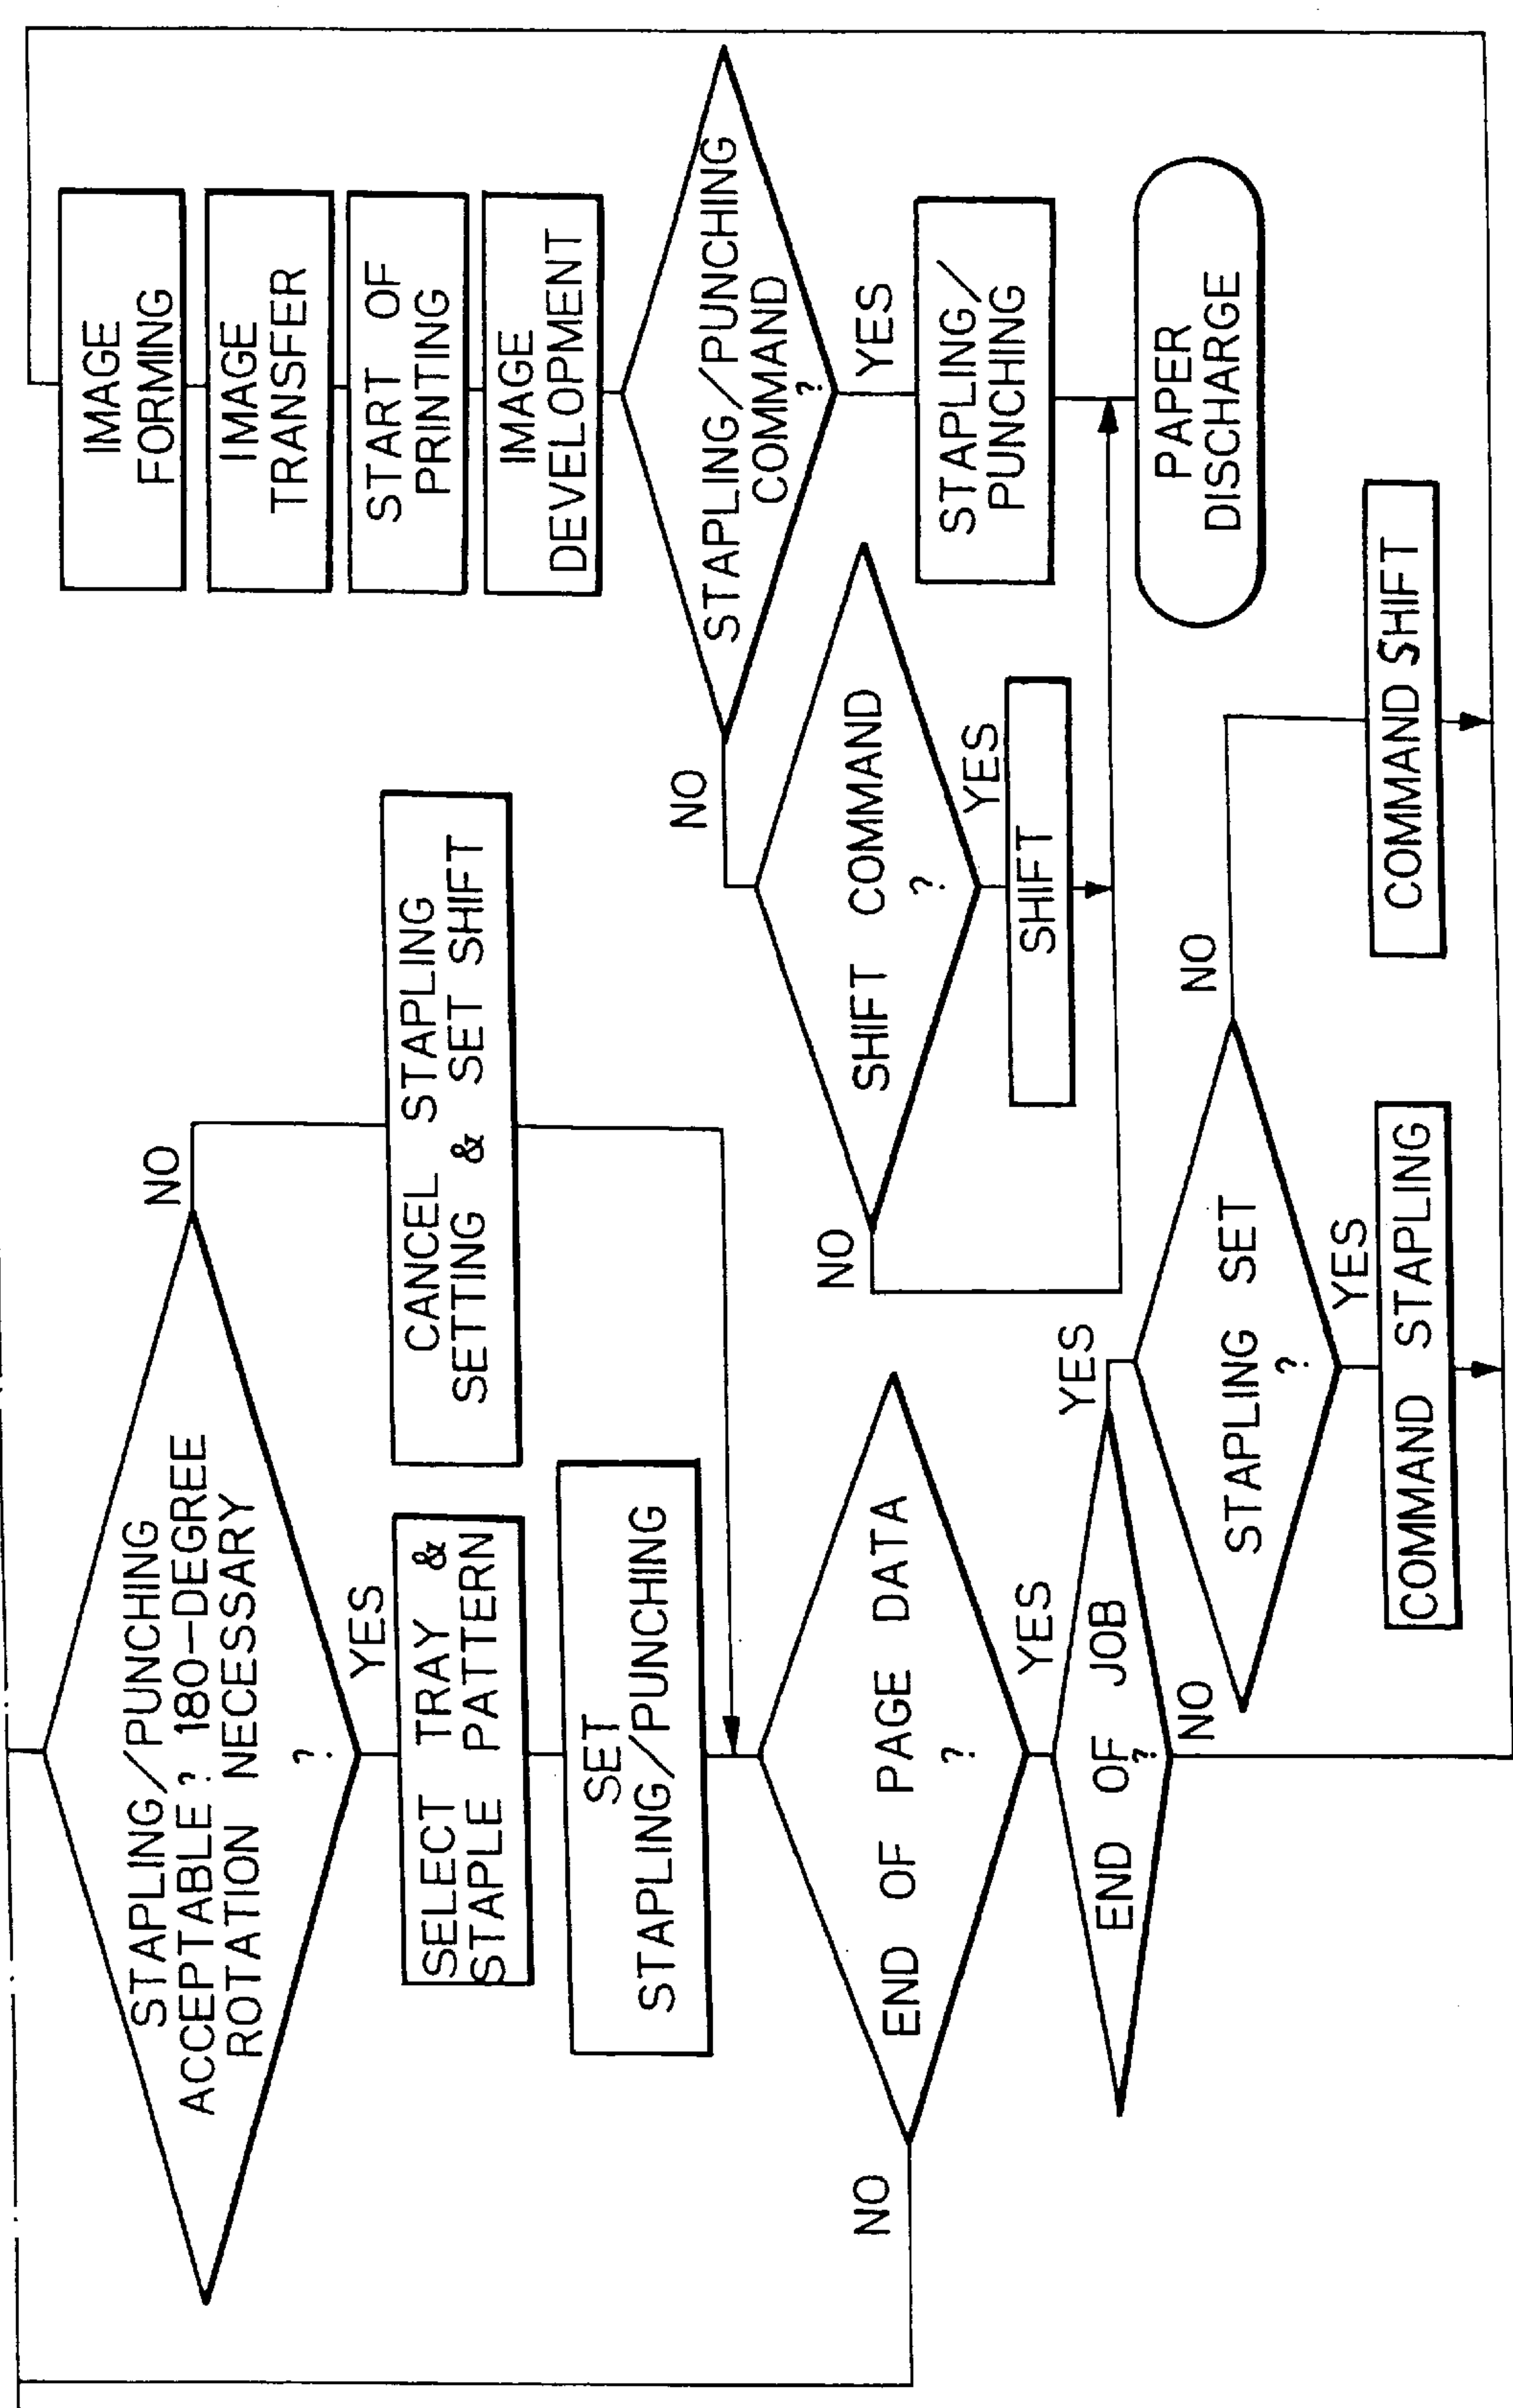 STAPLING/PUNCHING
ACCEPTABLE ? 180-DEGREE
ROTATION NECESSARY
?
NO
YES
SELECT TRAY &
STAPLE PATTERN
CANCEL STAPLING
SETTING & SET SHIFT
SET
STAPLING/PUNCHING
END OF PAGE DATA
?
NO
YES
END OF JOB
?
YES
NO
STAPLING SET
?
NO
YES
COMMAND STAPLING
COMMAND SHIFT
IMAGE
FORMING
IMAGE
TRANSFER
START OF
PRINTING
IMAGE
DEVELOPMENT
STAPLING/PUNCHING
COMMAND
?
NO
YES
SHIFT COMMAND
?
NO
YES
SHIFT
STAPLING/
PUNCHING
PAPER
DISCHARGE